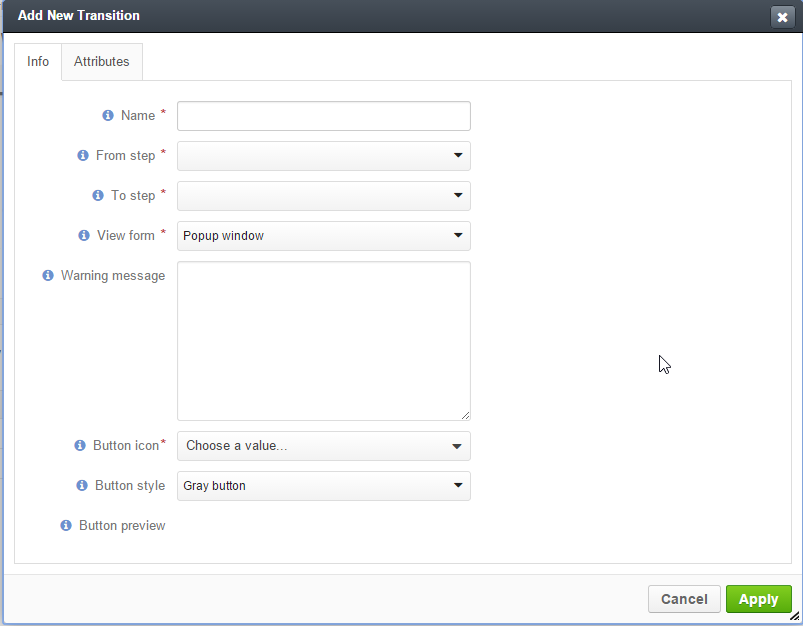 Add New Transition
Info
Attributes
Name *
From step *
To step *
View form *
Popup window
Warning message
Button icon*
Choose a value...
Button style
Gray button
Button preview
Cancel
Apply